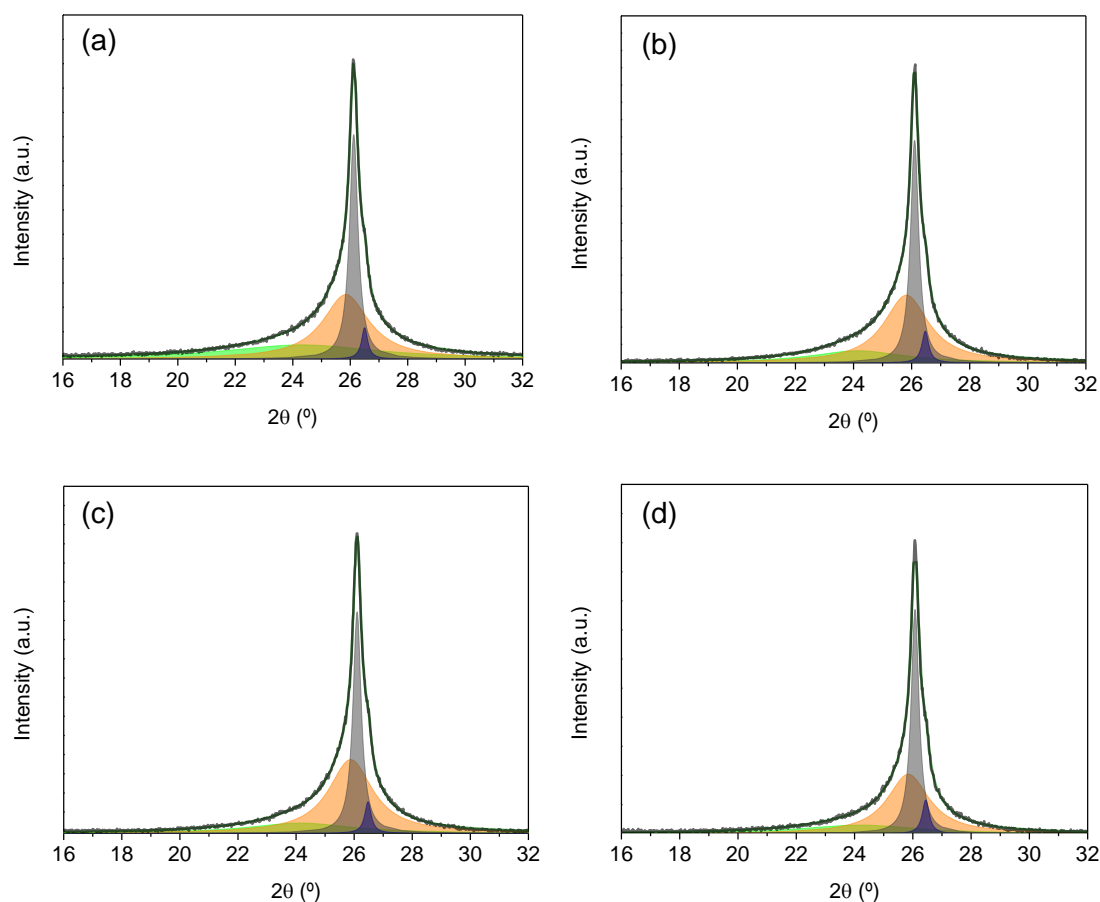 (a)
Intensity (a.u.)
16 18 20 22 24 26 28 30 32
2θ (º)
(b)
Intensity (a.u.)
16 18 20 22 24 26 28 30 32
2θ (º)
(c)
Intensity (a.u.)
16 18 20 22 24 26 28 30 32
2θ (º)
(d)
Intensity (a.u.)
16 18 20 22 24 26 28 30 32
2θ (º)